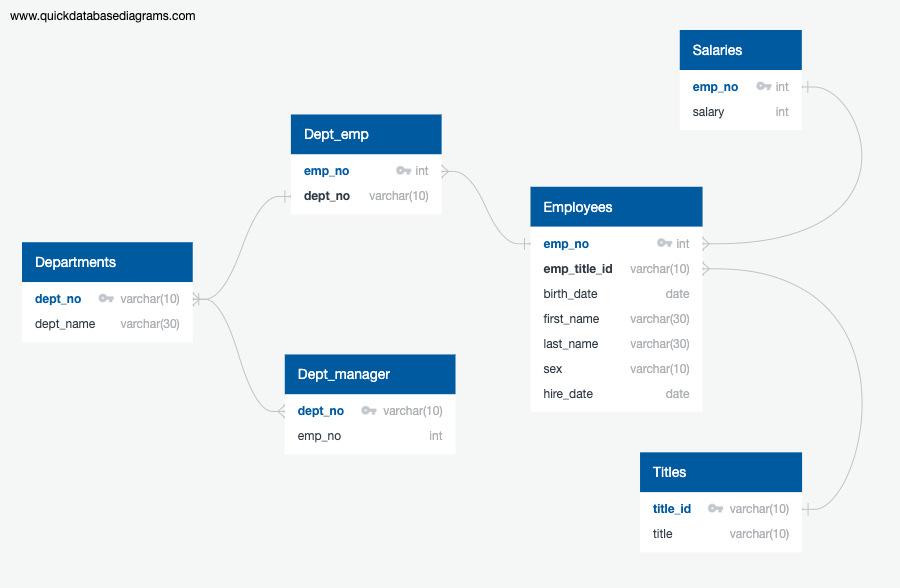 www.quickdatabasediagrams.com
Salaries
emp_no int
salary int
Dept_emp
emp_no int
dept_no varchar(10)
Employees
emp_no int
emp_title_id varchar(10)
birth_date date
first_name varchar(30)
last_name varchar(30)
sex varchar(10)
hire_date date
Departments
dept_no varchar(10)
dept_name varchar(30)
Dept_manager
dept_no varchar(10)
emp_no int
Titles
title_id varchar(10)
title varchar(10)